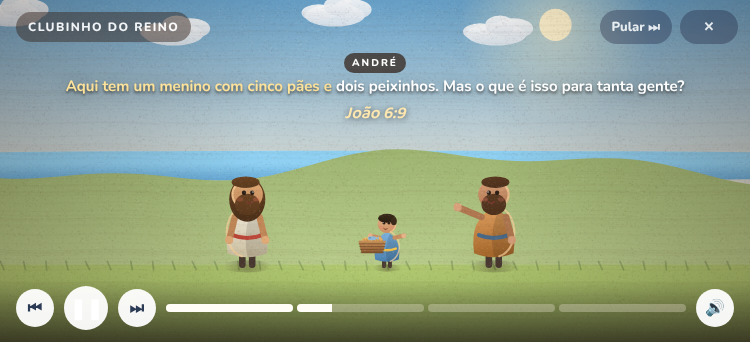 CLUBINHO DO REINO
Pular ⏭
✕
ANDRÉ
Aqui tem um menino com cinco pães e dois peixinhos. Mas o que é isso para tanta gente?
João 6:9